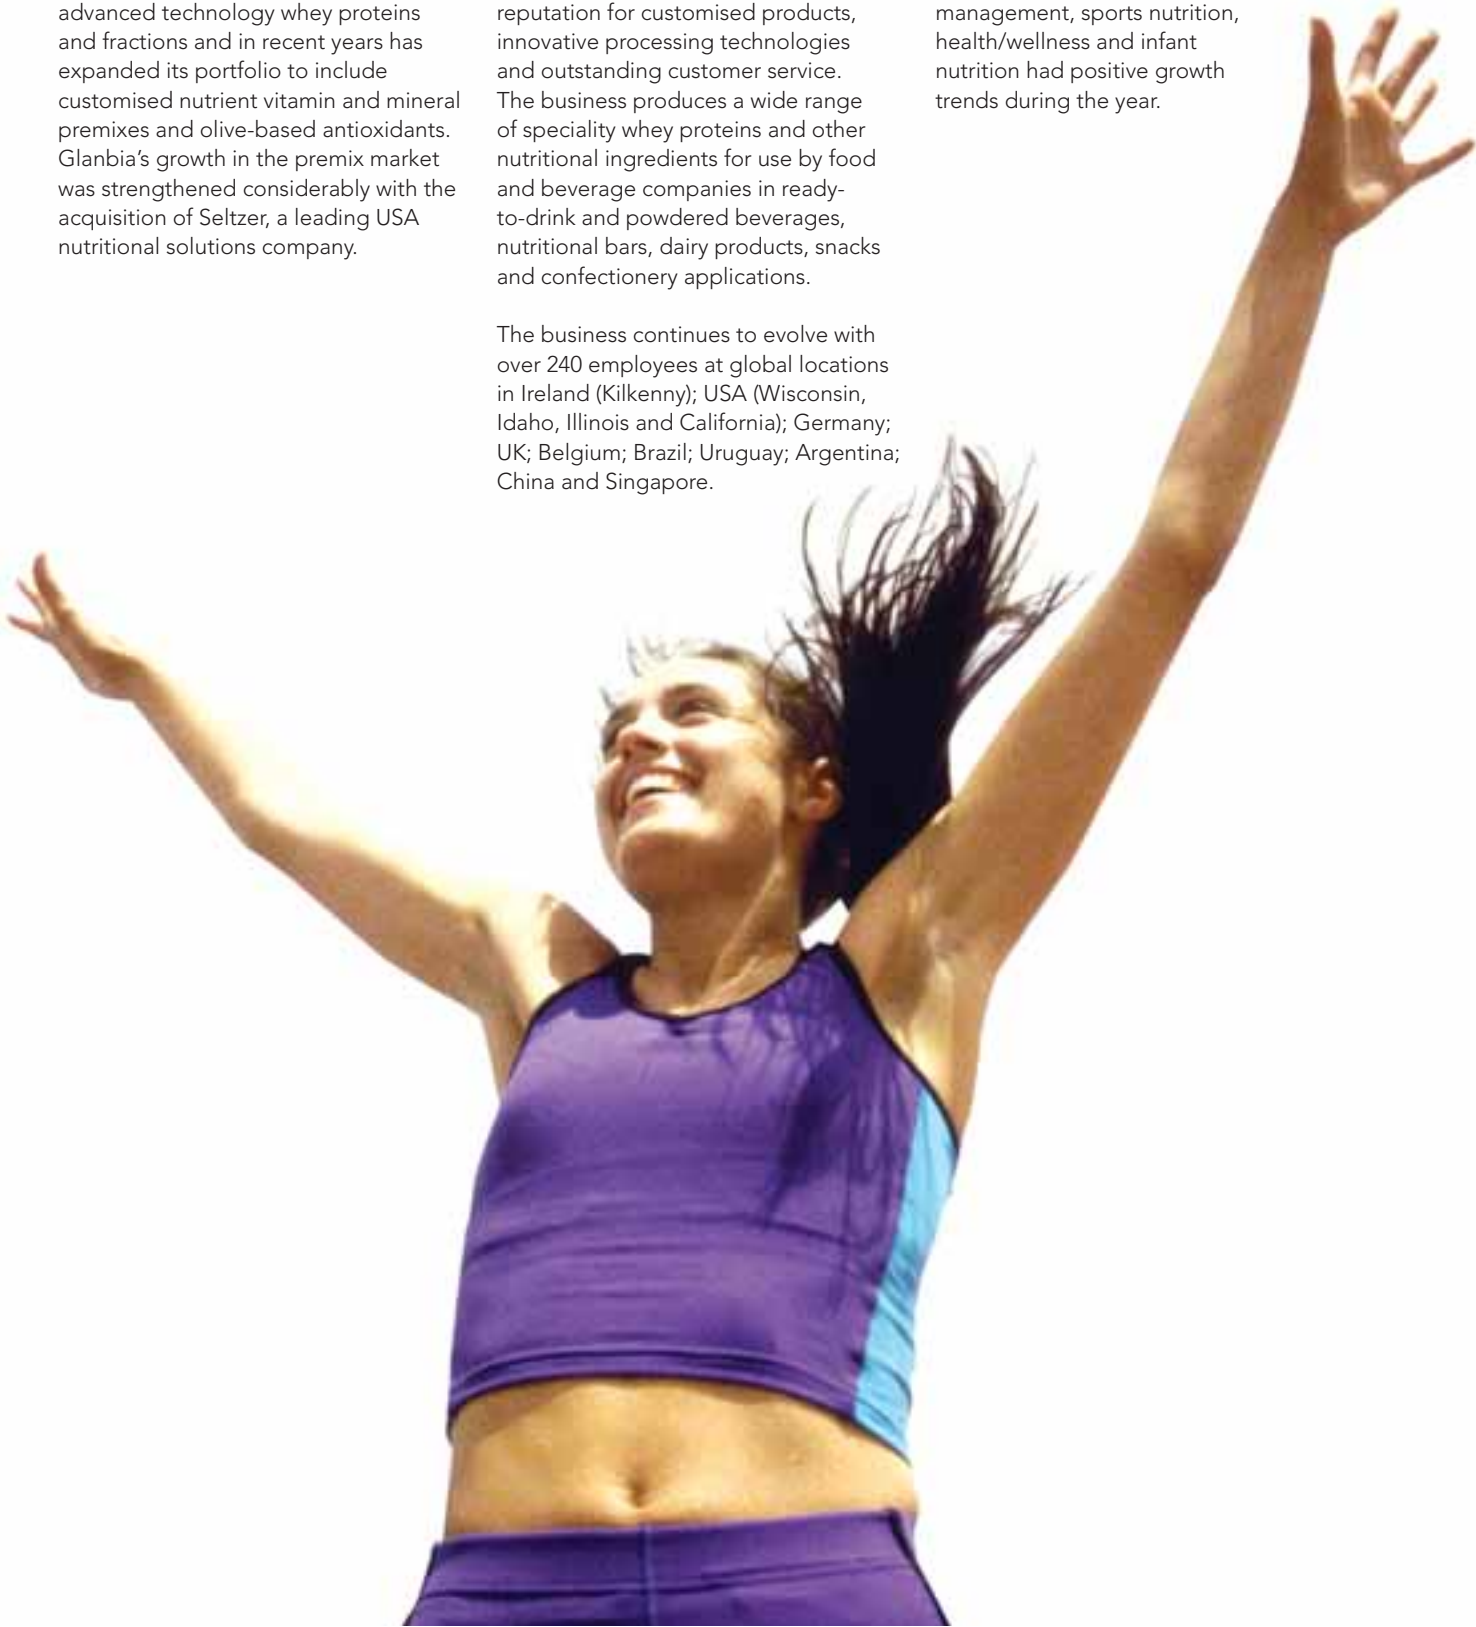 advanced technology whey proteins
and fractions and in recent years has
expanded its portfolio to include
customised nutrient vitamin and mineral
premixes and olive-based antioxidants.
Glanbia’s growth in the premix market
was strengthened considerably with the
acquisition of Seltzer, a leading USA
nutritional solutions company.
reputation for customised products,
innovative processing technologies
and outstanding customer service.
The business produces a wide range
of speciality whey proteins and other
nutritional ingredients for use by food
and beverage companies in ready-
to-drink and powdered beverages,
nutritional bars, dairy products, snacks
and confectionery applications.
The business continues to evolve with
over 240 employees at global locations
in Ireland (Kilkenny); USA (Wisconsin,
Idaho, Illinois and California); Germany;
UK; Belgium; Brazil; Uruguay; Argentina;
China and Singapore.
management, sports nutrition,
health/wellness and infant
nutrition had positive growth
trends during the year.